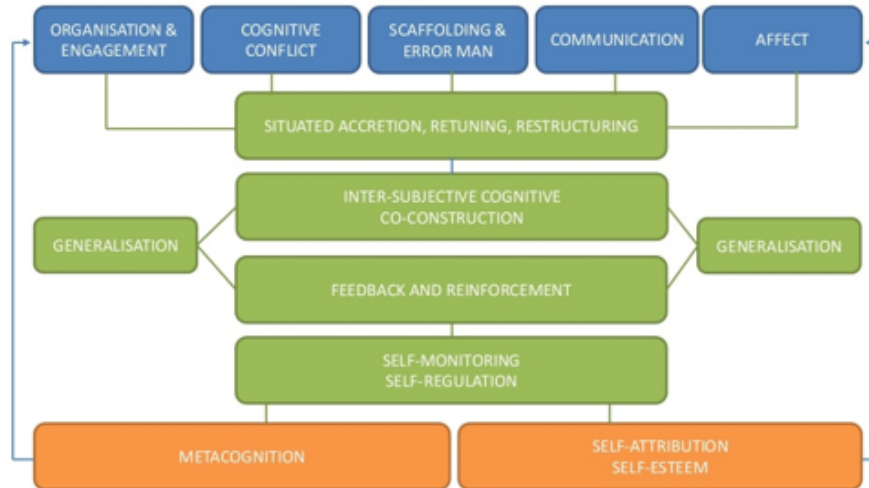 ORGANISATION &
ENGAGEMENT
COGNITIVE
CONFLICT
SCAFFOLDING &
ERROR MAN
COMMUNICATION
AFFECT
SITUATED ACCRETION, RETUNING, RESTRUCTURING
INTER-SUBJECTIVE COGNITIVE
CO-CONSTRUCTION
GENERALISATION
GENERALISATION
FEEDBACK AND REINFORCEMENT
SELF-MONITORING
SELF-REGULATION
METACOGNITION
SELF-ATTRIBUTION
SELF-ESTEEM